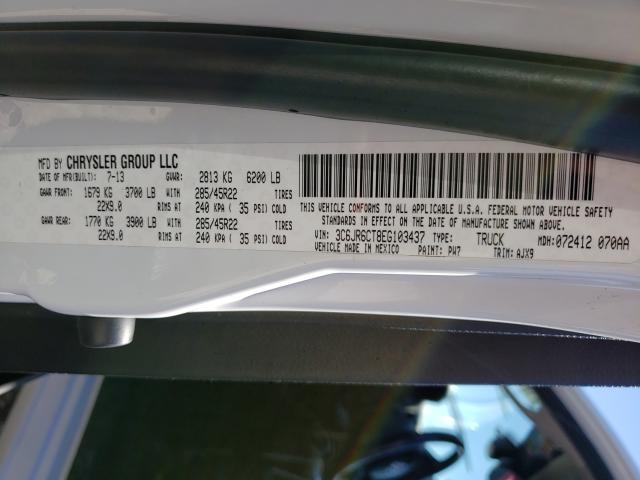 MFD BY CHRYSLER GROUP LLC
DATE OF MFR(BUILT): 7-13 GVWR: 2813 KG 6200 LB
GAWR FRONT: 1679 KG 3700 LB WITH 285/45R22 TIRES
22X9.0 RIMS AT 240 KPA ( 35 PSI) COLD
GAWR REAR: 1770 KG 3900 LB WITH 285/45R22 TIRES
22X9.0 RIMS AT 240 KPA ( 35 PSI) COLD
THIS VEHICLE CONFORMS TO ALL APPLICABLE U.S.A. FEDERAL MOTOR VEHICLE SAFETY
STANDARDS IN EFFECT ON THE DATE OF MANUFACTURE SHOWN ABOVE.
VIN: 3C6JR6CT8EG103437 TYPE: TRUCK MDH: 072412 070AA
VEHICLE MADE IN MEXICO PAINT: PW7 TRIM: AJX9